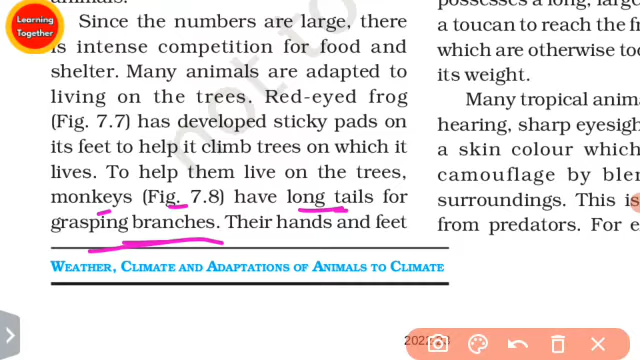 animals.
Since the numbers are large, there
is intense competition for food and
shelter. Many animals are adapted to
living on the trees. Red-eyed frog
(Fig. 7.7) has developed sticky pads on
its feet to help it climb trees on which it
lives. To help them live on the trees,
monkeys (Fig. 7.8) have long tails for
grasping branches. Their hands and feet
possesses a long, large
a toucan to reach the fr
which are otherwise too
its weight.
Many tropical anima
hearing, sharp eyesigh
a skin colour which
camouflage by blen
surroundings. This is
from predators. For e
WEATHER, CLIMATE AND ADAPTATIONS OF ANIMALS TO CLIMATE
Learning
Together
not to